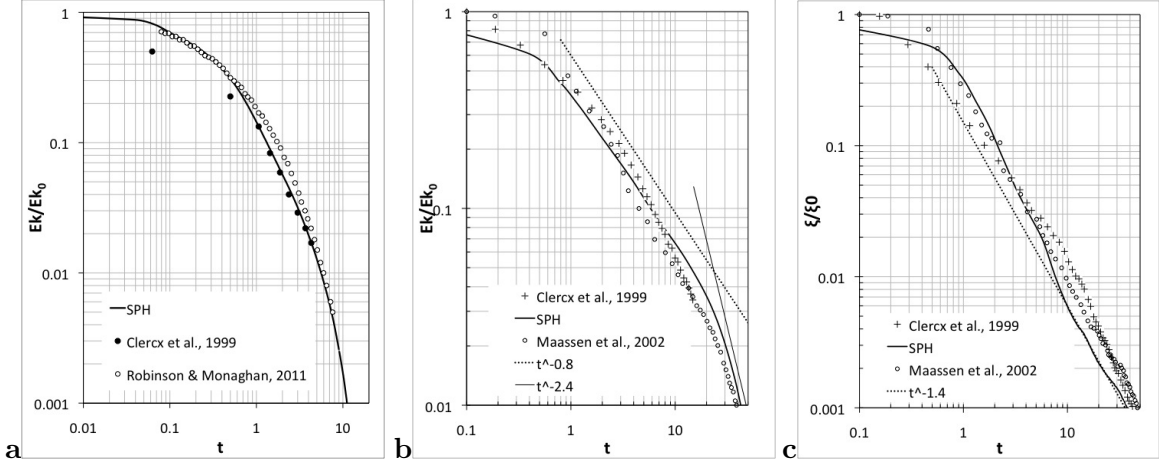 1
0.1
0.01
0.001
0.01
0.1
1
10
Ek/Ek0
t
SPH
Clercx et al., 1999
Robinson & Monaghan, 2011
a
1
0.1
0.01
0.1
1
10
Ek/Ek0
t
Clercx et al., 1999
SPH
Maassen et al., 2002
t^-0.8
t^-2.4
b
1
0.1
0.01
0.001
0.1
1
10
ξ/ξ0
t
Clercx et al., 1999
SPH
Maassen et al., 2002
t^-1.4
c